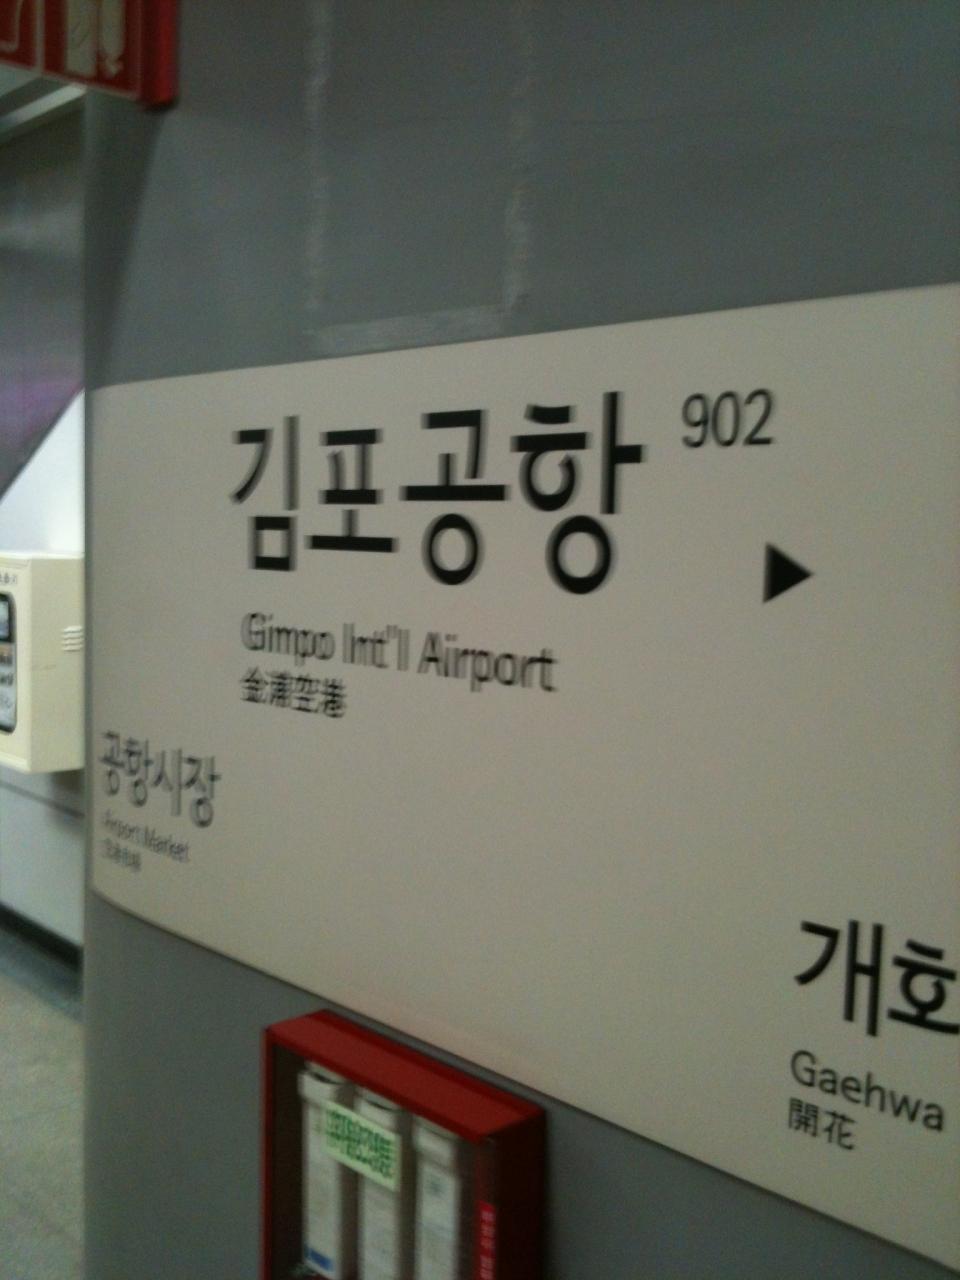 김포공항 902
Gimpo Int'l Airport
金浦空港
공항시장
Airport Market
개호
Gaehwa
開花